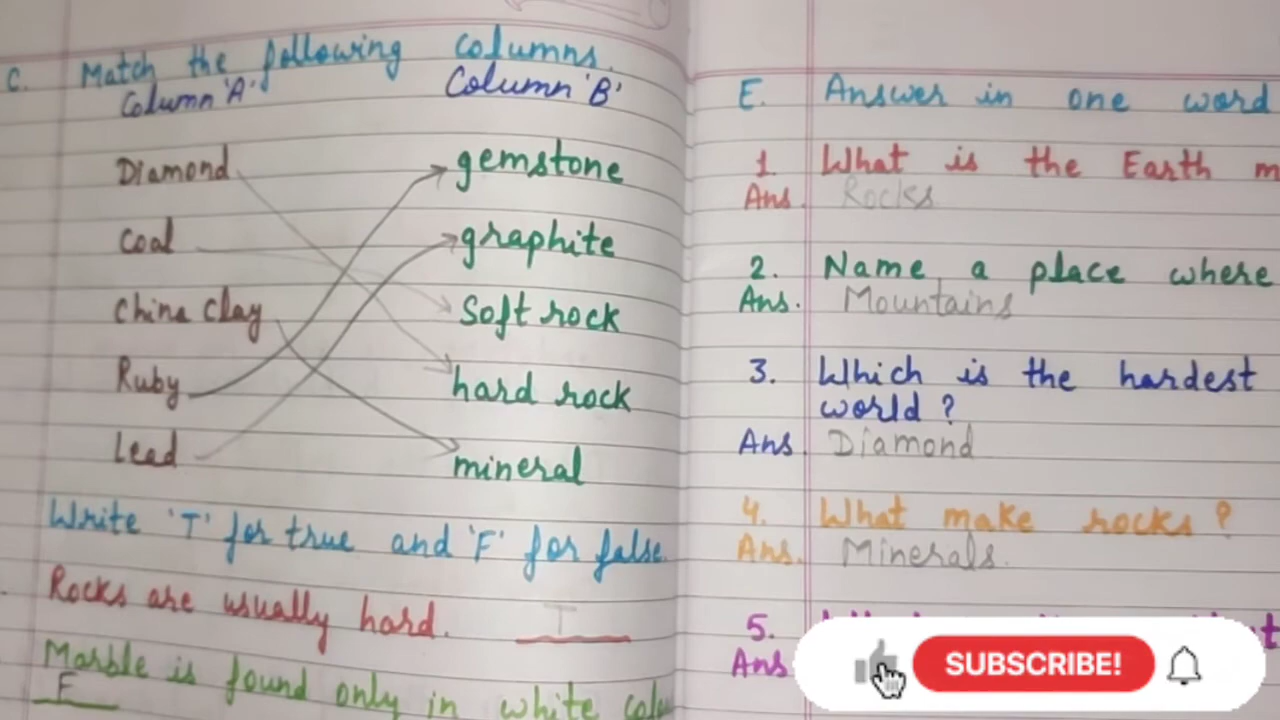 C. Match the following columns.
Column 'A' Column 'B'
Diamond gemstone
Coal graphite
China Clay Soft rock
Ruby hard rock
Lead mineral
Write 'T' for true and 'F' for false.
Rocks are usually hard. T
Marble is found only in white
F
E. Answer in one word
1. What is the Earth m
Ans. Rocks
2. Name a place where
Ans. Mountains
3. Which is the hardest
world ?
Ans. Diamond
4. What make rocks ?
Ans. Minerals.
5.
Ans
SUBSCRIBE!